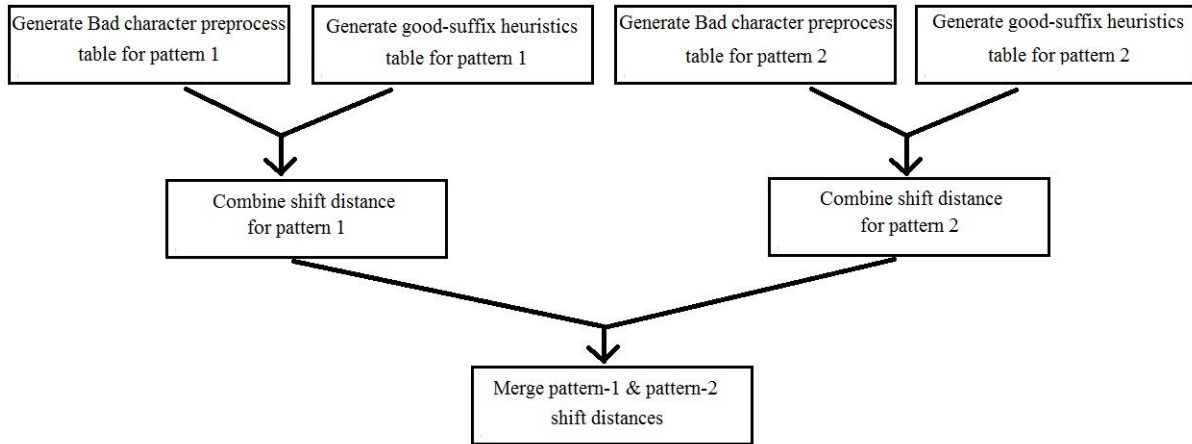 Generate Bad character preprocess
table for pattern 1
Generate good-suffix heuristics
table for pattern 1
Generate Bad character preprocess
table for pattern 2
Generate good-suffix heuristics
table for pattern 2
Combine shift distance
for pattern 1
Combine shift distance
for pattern 2
Merge pattern-1 & pattern-2
shift distances